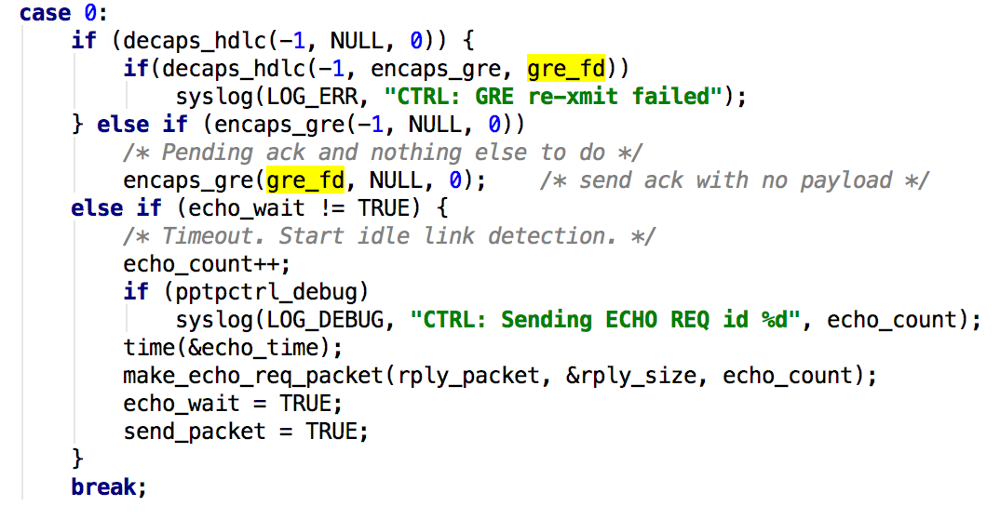 case 0:
    if (decaps_hdlc(-1, NULL, 0)) {
        if(decaps_hdlc(-1, encaps_gre, gre_fd))
            syslog(LOG_ERR, "CTRL: GRE re-xmit failed");
    } else if (encaps_gre(-1, NULL, 0))
        /* Pending ack and nothing else to do */
        encaps_gre(gre_fd, NULL, 0);    /* send ack with no payload */
    else if (echo_wait != TRUE) {
        /* Timeout. Start idle link detection. */
        echo_count++;
        if (pptpctrl_debug)
            syslog(LOG_DEBUG, "CTRL: Sending ECHO REQ id %d", echo_count);
        time(&echo_time);
        make_echo_req_packet(rply_packet, &rply_size, echo_count);
        echo_wait = TRUE;
        send_packet = TRUE;
    }
    break;